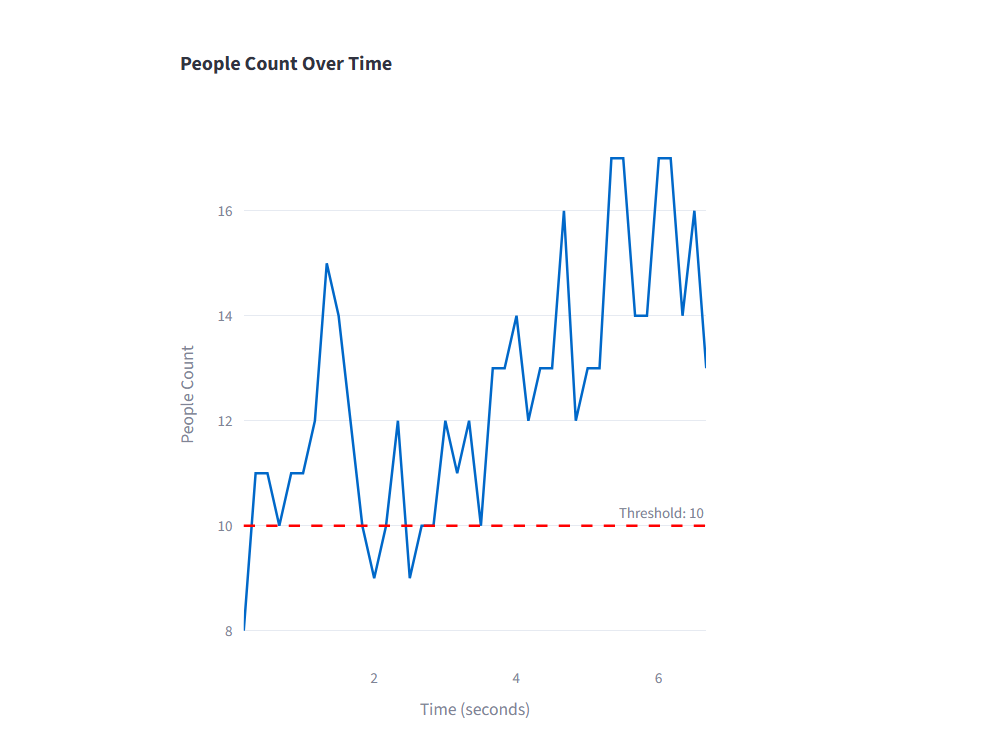 People Count Over Time
16
14
12
10
8
People Count
Threshold: 10
2 4 6
Time (seconds)